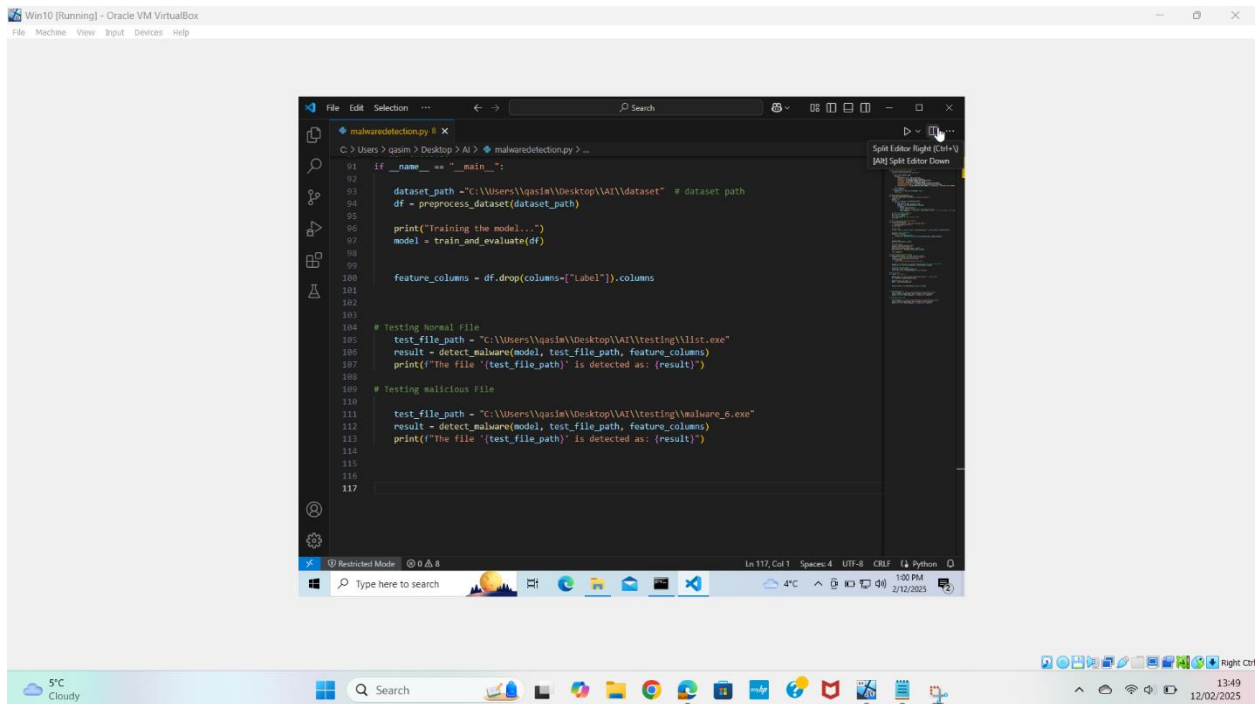 Win10 [Running] - Oracle VM VirtualBox
File Machine View Input Devices Help
File Edit Selection ···
Search
malwaredetection.py 8
C: > Users > qasim > Desktop > AI > malwaredetection.py > ...
Split Editor Right (Ctrl+\)
[Alt] Split Editor Down
91 if __name__ == "__main__":
92
93 dataset_path ="C:\\Users\\qasim\\Desktop\\AI\\dataset" # dataset path
94 df = preprocess_dataset(dataset_path)
95
96 print("Training the model...")
97 model = train_and_evaluate(df)
98
99
100 feature_columns = df.drop(columns=["Label"]).columns
101
102
103
104 # Testing Normal File
105 test_file_path = "C:\\Users\\qasim\\Desktop\\AI\\testing\\list.exe"
106 result = detect_malware(model, test_file_path, feature_columns)
107 print(f"The file '{test_file_path}' is detected as: {result}")
108
109 # Testing malicious File
110
111 test_file_path = "C:\\Users\\qasim\\Desktop\\AI\\testing\\malware_6.exe"
112 result = detect_malware(model, test_file_path, feature_columns)
113 print(f"The file '{test_file_path}' is detected as: {result}")
114
115
116
117
Restricted Mode 0 8
Ln 117, Col 1 Spaces: 4 UTF-8 CRLF Python
Type here to search
4°C
1:00 PM
2/12/2025
2
Right Ctrl
5°C
Cloudy
Search
13:49
12/02/2025